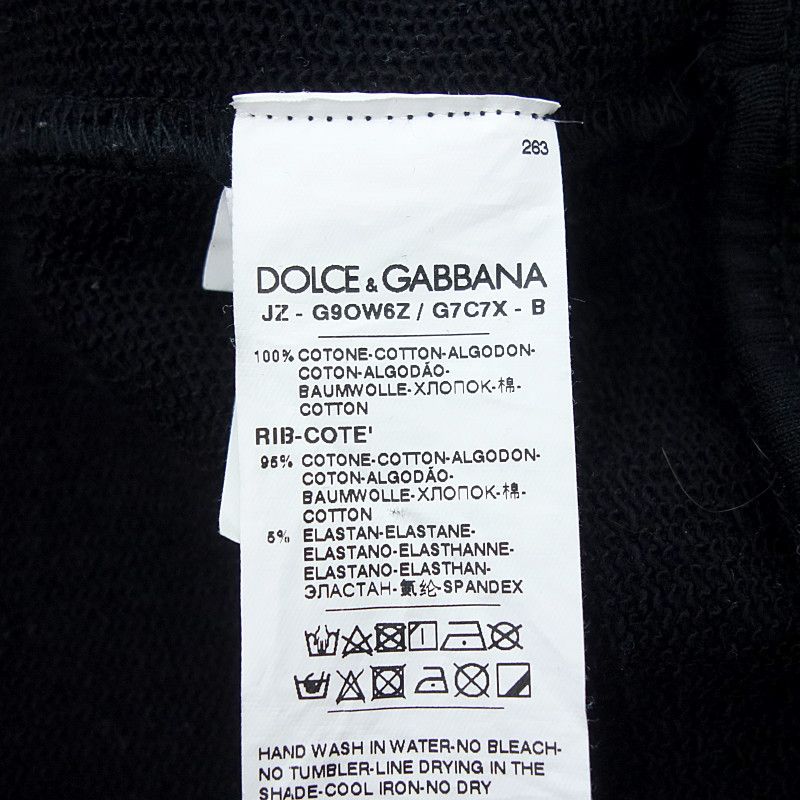 263
DOLCE & GABBANA
JZ - G9OW6Z / G7C7X - B
100% COTONE-COTTON-ALGODON-
COTON-ALGODÃO-
BAUMWOLLE-ХЛОПОК-棉-
COTTON
RIB-COTE'
95% COTONE-COTTON-ALGODON-
COTON-ALGODÃO-
BAUMWOLLE-ХЛОПОК-棉-
COTTON
5% ELASTAN-ELASTANE-
ELASTANO-ELASTHANNE-
ELASTANO-ELASTHAN-
ЭЛАСТАН-氨纶-SPANDEX
HAND WASH IN WATER-NO BLEACH-
NO TUMBLER-LINE DRYING IN THE
SHADE-COOL IRON-NO DRY